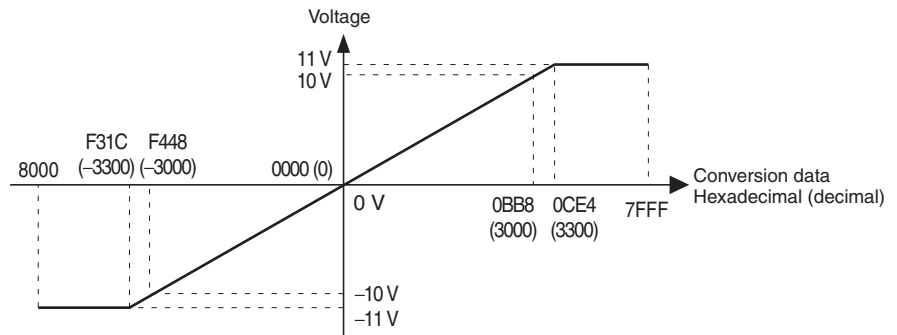 Voltage
11 V
10 V
F31C F448
8000 (–3300) (–3000) 0000 (0)
Conversion data
Hexadecimal (decimal)
0 V
0BB8 0CE4 7FFF
(3000) (3300)
–10 V
–11 V